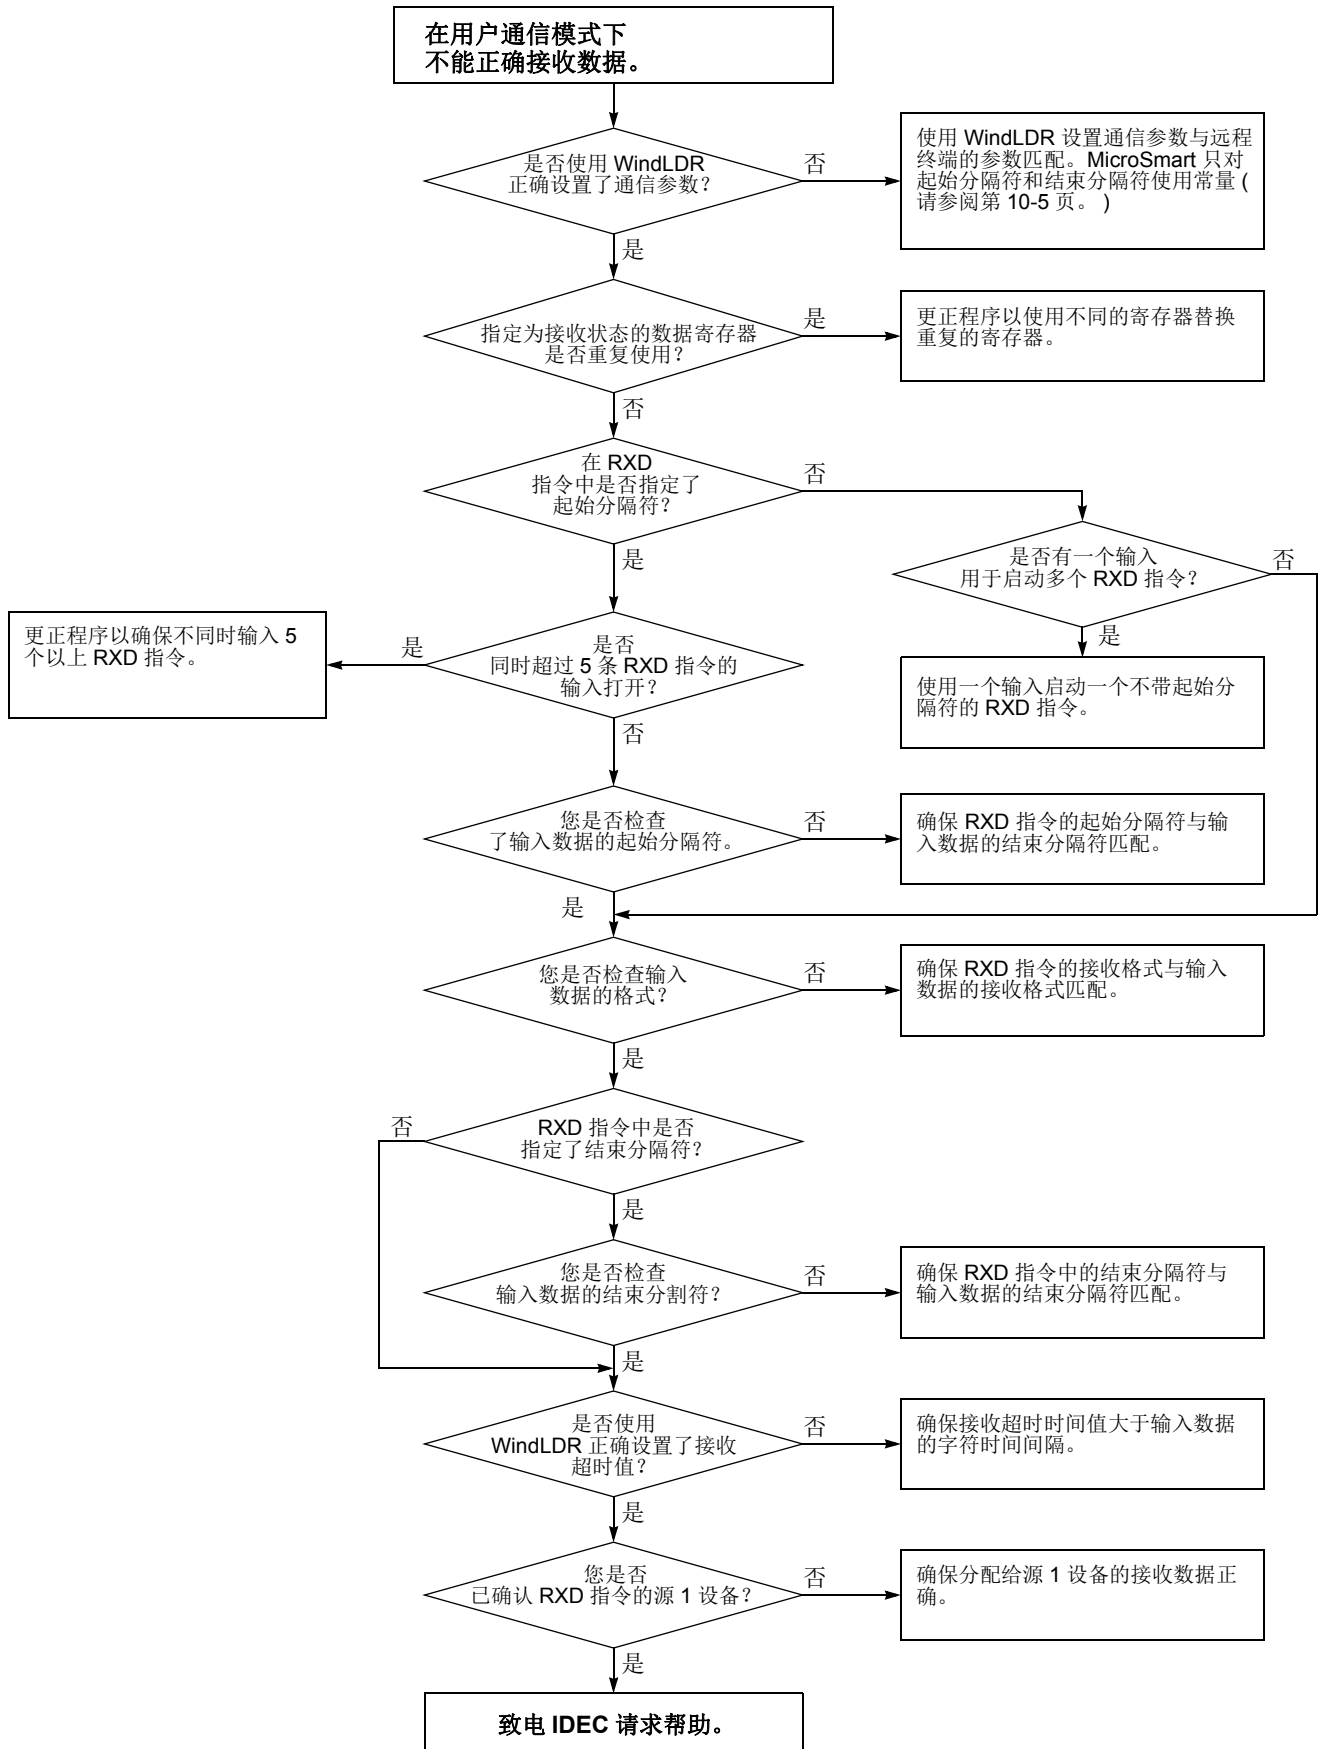 在用户通信模式下
不能正确接收数据。
是否使用 WindLDR
正确设置了通信参数？
否
使用 WindLDR 设置通信参数与远程
终端的参数匹配。MicroSmart 只对
起始分隔符和结束分隔符使用常量 (
请参阅第 10-5 页。 )
是
指定为接收状态的数据寄存器
是否重复使用？
是
更正程序以使用不同的寄存器替换
重复的寄存器。
否
在 RXD
指令中是否指定了
起始分隔符？
否
是否有一个输入
用于启动多个 RXD 指令？
否
是
使用一个输入启动一个不带起始分
隔符的 RXD 指令。
是
是否
同时超过 5 条 RXD 指令的
输入打开？
是
更正程序以确保不同时输入 5
个以上 RXD 指令。
否
您是否检查
了输入数据的起始分隔符。
否
确保 RXD 指令的起始分隔符与输
入数据的结束分隔符匹配。
是
您是否检查输入
数据的格式？
否
确保 RXD 指令的接收格式与输入
数据的接收格式匹配。
是
RXD 指令中是否
指定了结束分隔符？
否
是
您是否检查
输入数据的结束分割符？
否
确保 RXD 指令中的结束分隔符与
输入数据的结束分隔符匹配。
是
是否使用
WindLDR 正确设置了接收
超时值？
否
确保接收超时时间值大于输入数据
的字符时间间隔。
是
您是否
已确认 RXD 指令的源 1 设备？
否
确保分配给源 1 设备的接收数据正
确。
是
致电 IDEC 请求帮助。